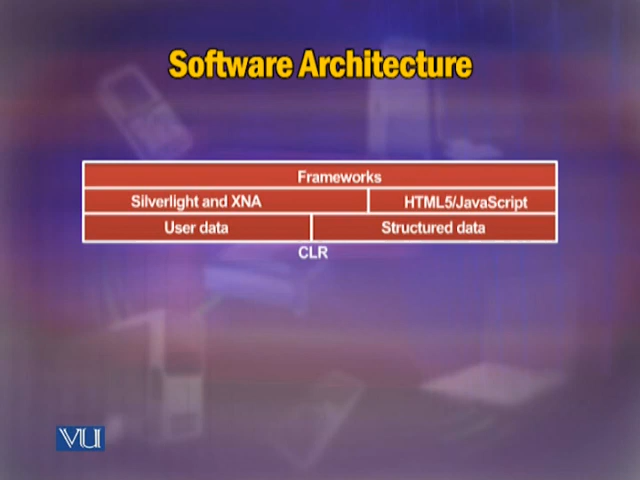 Software Architecture
Frameworks
Silverlight and XNA HTML5/JavaScript
User data Structured data
CLR
VU